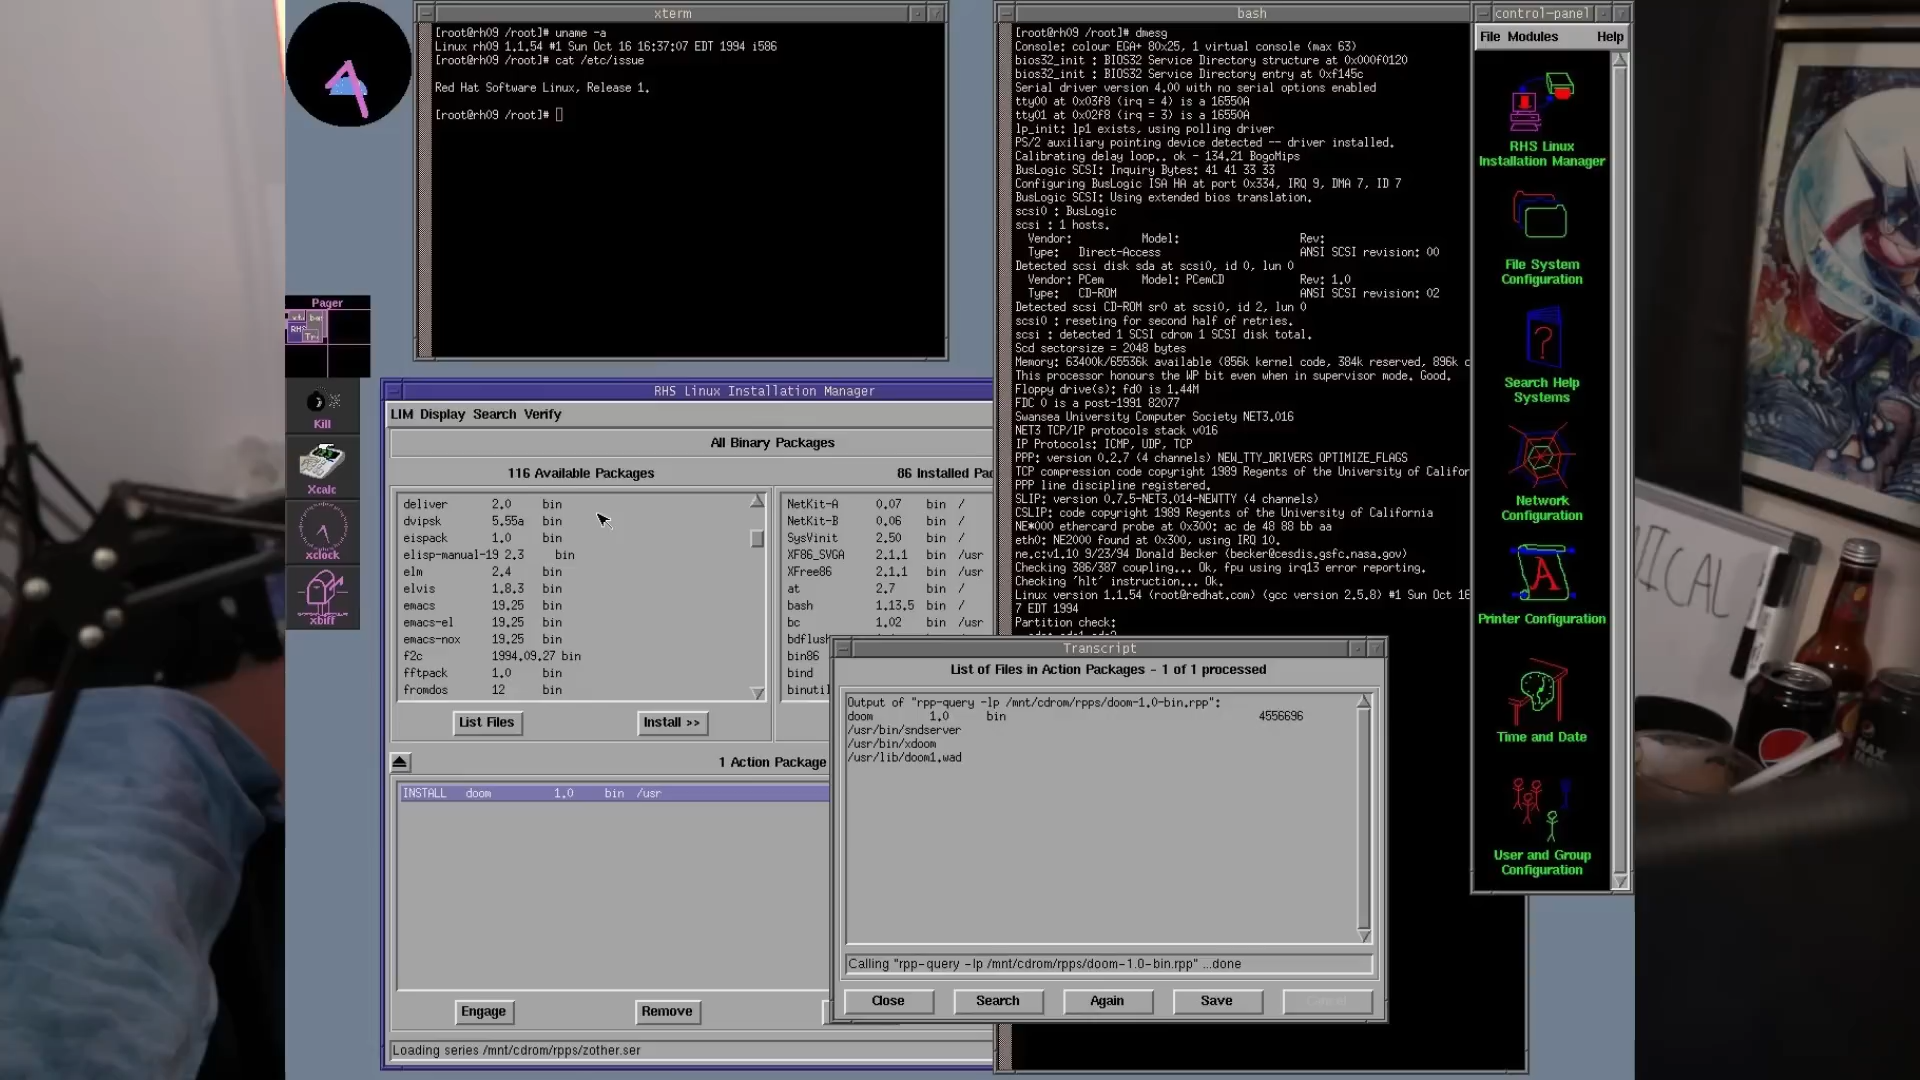 xterm
[root@rh09 /root]# uname -a
Linux rh09 1.1.54 #1 Sun Oct 16 16:37:07 EDT 1994 i586
[root@rh09 /root]# cat /etc/issue
Red Hat Software Linux, Release 1.
[root@rh09 /root]#
Pager
Kill
Xcalc
xclock
xbiff
bash
[root@rh09 /root]# dmesg
Console: colour EGA+ 80x25, 1 virtual console (max 63)
bios32_init : BIOS32 Service Directory structure at 0x000f0120
bios32_init : BIOS32 Service Directory entry at 0xf145c
Serial driver version 4.00 with no serial options enabled
tty00 at 0x03f8 (irq = 4) is a 16550A
tty01 at 0x02f8 (irq = 3) is a 16550A
lp_init: lp1 exists, using polling driver
PS/2 auxiliary pointing device detected -- driver installed.
Calibrating delay loop.. ok - 134.21 BogoMips
BusLogic SCSI: Inquiry Bytes: 41 41 33 33
Configuring BusLogic ISA HA at port 0x334, IRQ 9, DMA 7, ID 7
BusLogic SCSI: Using extended bios translation.
scsi0 : BusLogic
scsi : 1 hosts.
Vendor: Model: Rev:
Type: Direct-Access ANSI SCSI revision: 00
Detected scsi disk sda at scsi0, id 0, lun 0
Vendor: PCem Model: PCemCD Rev: 1.0
Type: CD-ROM ANSI SCSI revision: 02
Detected scsi CD-ROM sr0 at scsi0, id 2, lun 0
scsi0 : reseting for second half of retries.
scsi : detected 1 SCSI cdrom 1 SCSI disk total.
Scd sectorsize = 2048 bytes
Memory: 63400k/65536k available (856k kernel code, 384k reserved, 896k
This processor honours the WP bit even when in supervisor mode. Good.
Floppy drive(s): fd0 is 1.44M
FDC 0 is a post-1991 82077
Swansea University Computer Society NET3.016
NET3 TCP/IP protocols stack v016
IP Protocols: ICMP, UDP, TCP
PPP: version 0.2.7 (4 channels) NEW_TTY_DRIVERS OPTIMIZE_FLAGS
TCP compression code copyright 1989 Regents of the University of Califor
PPP line discipline registered.
SLIP: version 0.7.5-NET3.014-NEWTTY (4 channels)
CSLIP: code copyright 1989 Regents of the University of California
NE*000 ethercard probe at 0x300: ac de 48 88 bb aa
eth0: NE2000 found at 0x300, using IRQ 10.
ne.c:v1.10 9/23/94 Donald Becker (becker@cesdis.gsfc.nasa.gov)
Checking 386/387 coupling... Ok, fpu using irq13 error reporting.
Checking 'hlt' instruction... Ok.
Linux version 1.1.54 (root@redhat.com) (gcc version 2.5.8) #1 Sun Oct 16
7 EDT 1994
Partition check:
control-panel
File Modules Help
RHS Linux
Installation Manager
File System
Configuration
Search Help
Systems
Network
Configuration
Printer Configuration
Time and Date
User and Group
Configuration
RHS Linux Installation Manager
LIM Display Search Verify
All Binary Packages
116 Available Packages
deliver 2.0 bin
dvipsk 5.55a bin
eispack 1.0 bin
elisp-manual-19 2.3 bin
elm 2.4 bin
elvis 1.8.3 bin
emacs 19.25 bin
emacs-el 19.25 bin
emacs-nox 19.25 bin
f2c 1994.09.27 bin
fftpack 1.0 bin
fromdos 12 bin
86 Installed Pac
NetKit-A 0.07 bin /
NetKit-B 0.06 bin /
SysVinit 2.50 bin /
XF86_SVGA 2.1.1 bin /usr
XFree86 2.1.1 bin /usr
at 2.7 bin /
bash 1.13.5 bin /
bc 1.02 bin /usr
bdflush
bin86
bind
binutil
List Files Install >>
1 Action Package
INSTALL doom 1.0 bin /usr
Engage Remove
Loading series /mnt/cdrom/rpps/zother.ser
Transcript
List of Files in Action Packages - 1 of 1 processed
Output of "rpp-query -lp /mnt/cdrom/rpps/doom-1.0-bin.rpp":
doom 1.0 bin 4556696
/usr/bin/sndserver
/usr/bin/xdoom
/usr/lib/doom1.wad
Calling "rpp-query -lp /mnt/cdrom/rpps/doom-1.0-bin.rpp" ...done
Close Search Again Save Cancel
ICAL
MAX